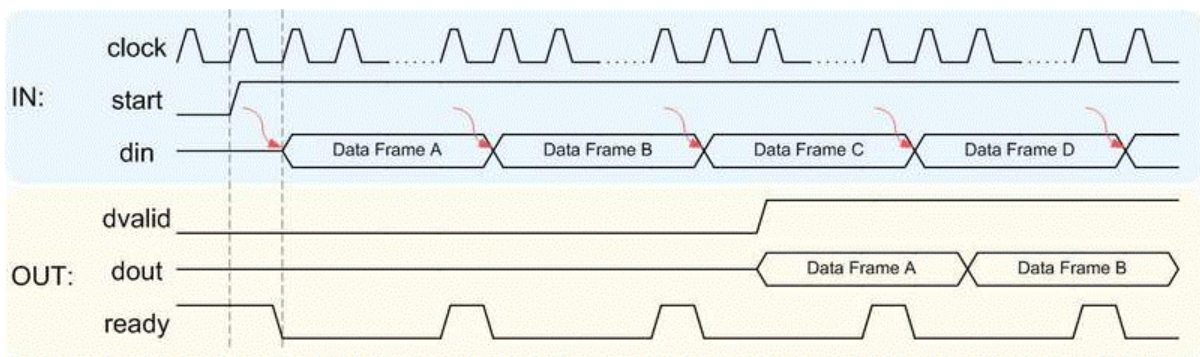 clock
IN:
start
din
Data Frame A
Data Frame B
Data Frame C
Data Frame D
dvalid
OUT:
dout
Data Frame A
Data Frame B
ready